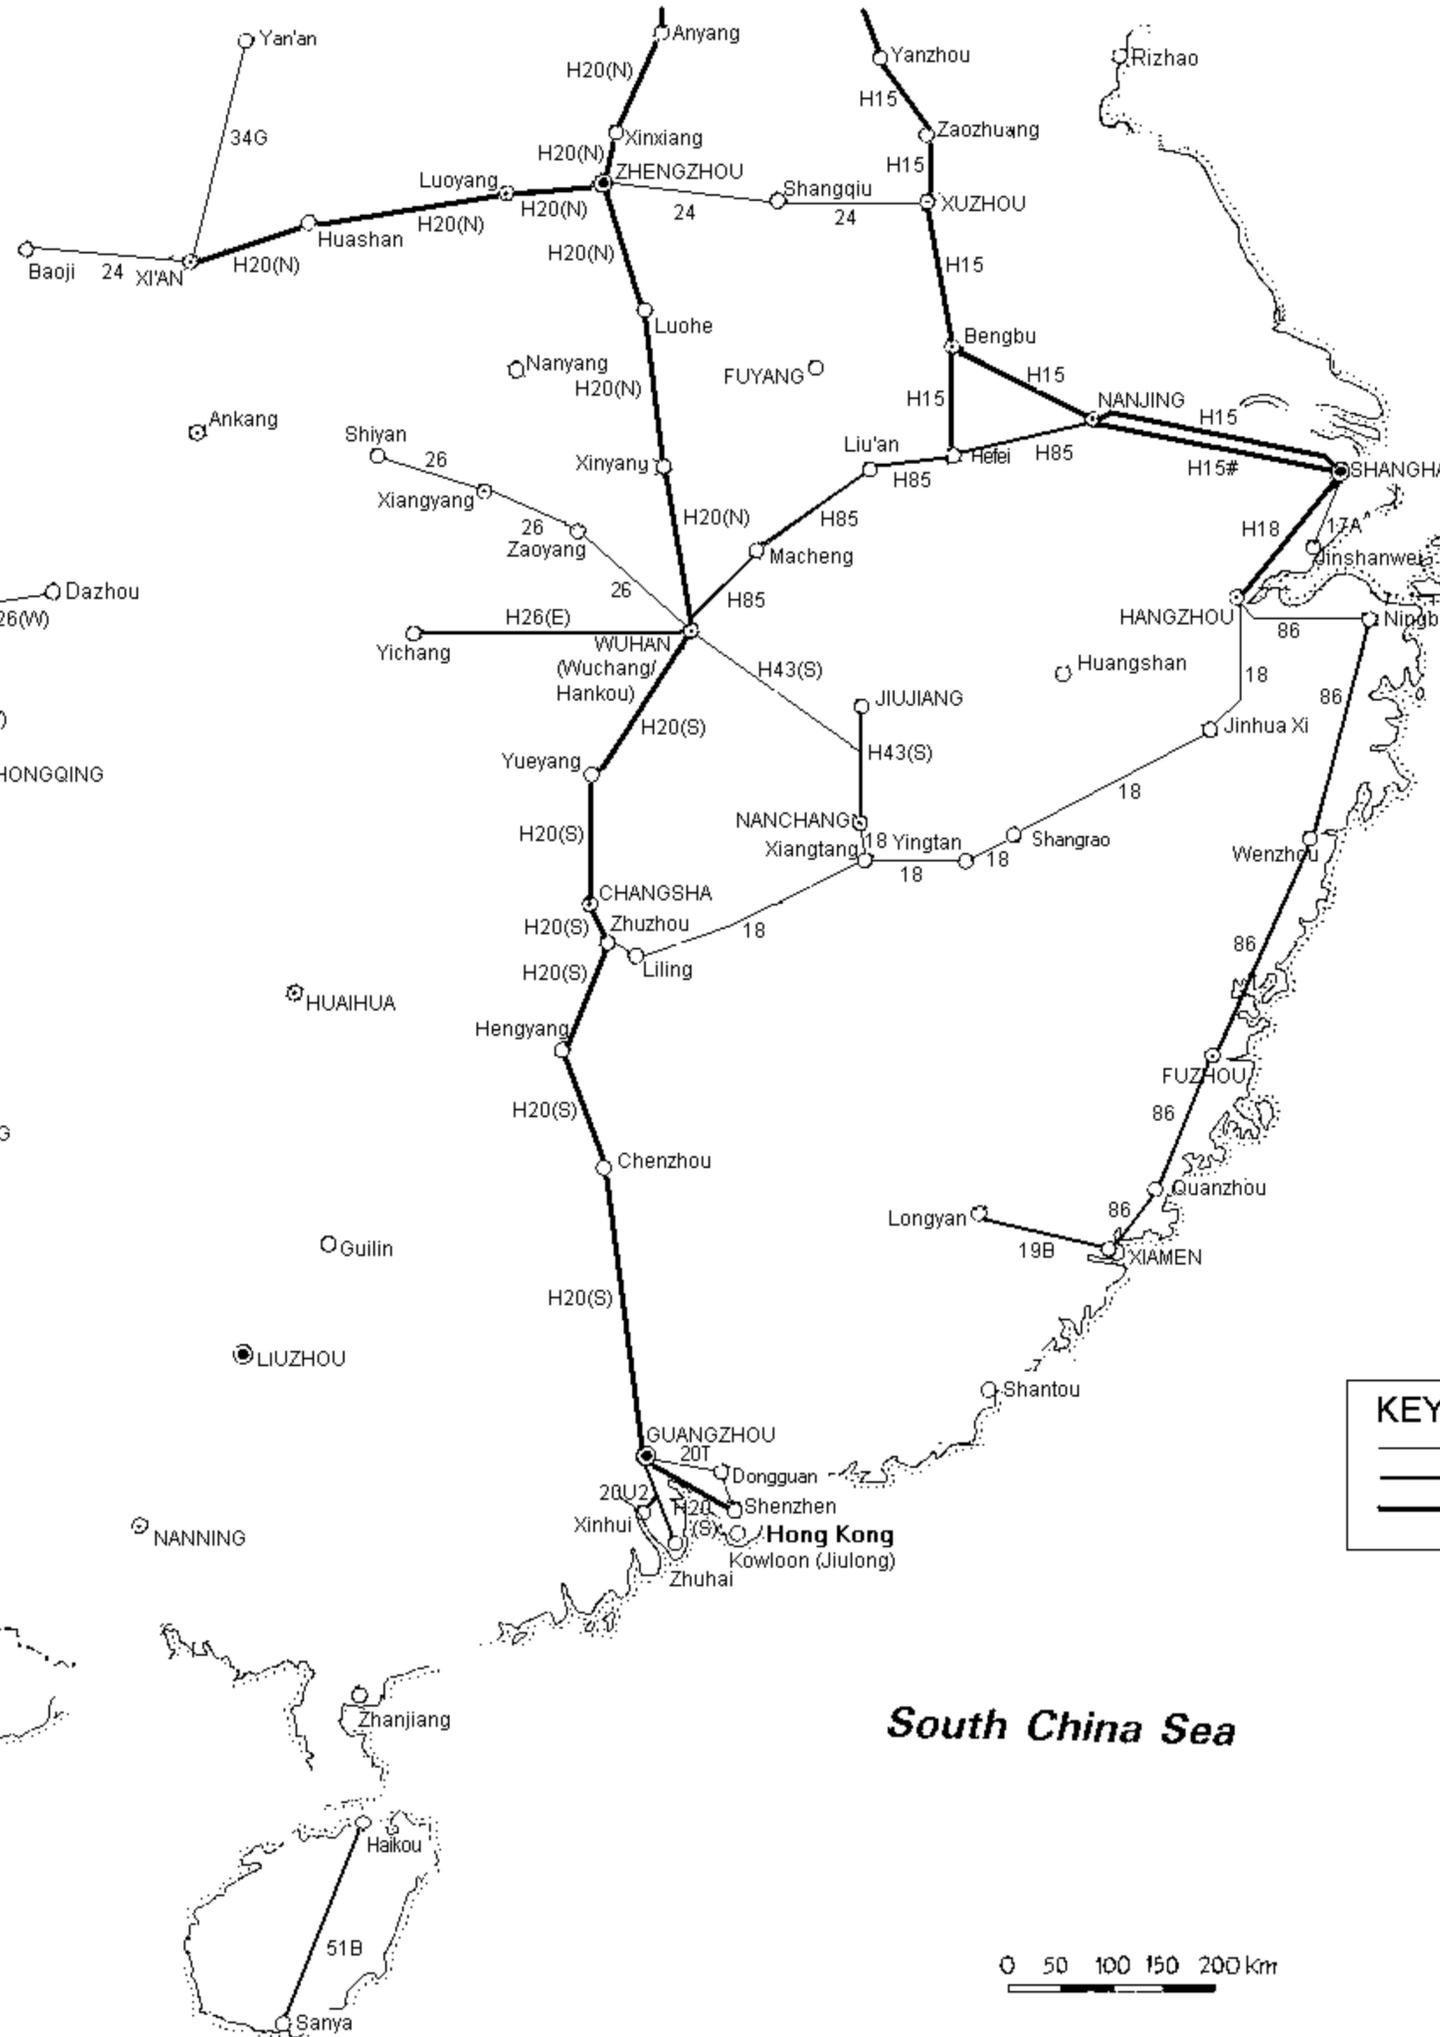 Anyang
Yan'an
Yanzhou
Rizhao
H20(N)
H15
Zaozhuang
34G
Xinxiang
H20(N)
H15
ZHENGZHOU
Luoyang
Shangqiu
XUZHOU
H20(N)
24
24
H20(N)
Huashan
H20(N)
H20(N)
Baoji
24
XI'AN
H15
Luohe
Bengbu
Nanyang
FUYANG
H20(N)
H15
H15
NANJING
H15
Ankang
Shiyan
26
Liu'an
Hefei
H85
Xinyang
H85
H15#
SHANGHA
Xiangyang
26
Zaoyang
H20(N)
H85
H18
17A
Macheng
Jinshanwei
Dazhou
26(W)
26
H85
H26(E)
HANGZHOU
86
Ningb
Yichang
WUHAN
(Wuchang/
Hankou)
H43(S)
Huangshan
18
86
JIUJIANG
H20(S)
Jinhua Xi
H43(S)
Yueyang
HONGQING
18
H20(S)
NANCHANG
18
Yingtan
Shangrao
Xiangtang
18
18
Wenzhou
CHANGSHA
H20(S)
Zhuzhou
18
86
H20(S)
Liling
HUAIHUA
Hengyang
FUZHOU
H20(S)
86
G
Chenzhou
Quanzhou
Longyan
86
Guilin
19B
XIAMEN
H20(S)
LIUZHOU
Shantou
KEY
GUANGZHOU
20T
Dongguan
20U2
H20
(S)
Shenzhen
Xinhui
NANNING
Hong Kong
Kowloon (Jiulong)
Zhuhai
Zhanjiang
South China Sea
Haikou
51B
0 50 100 150 200 Km
Sanya